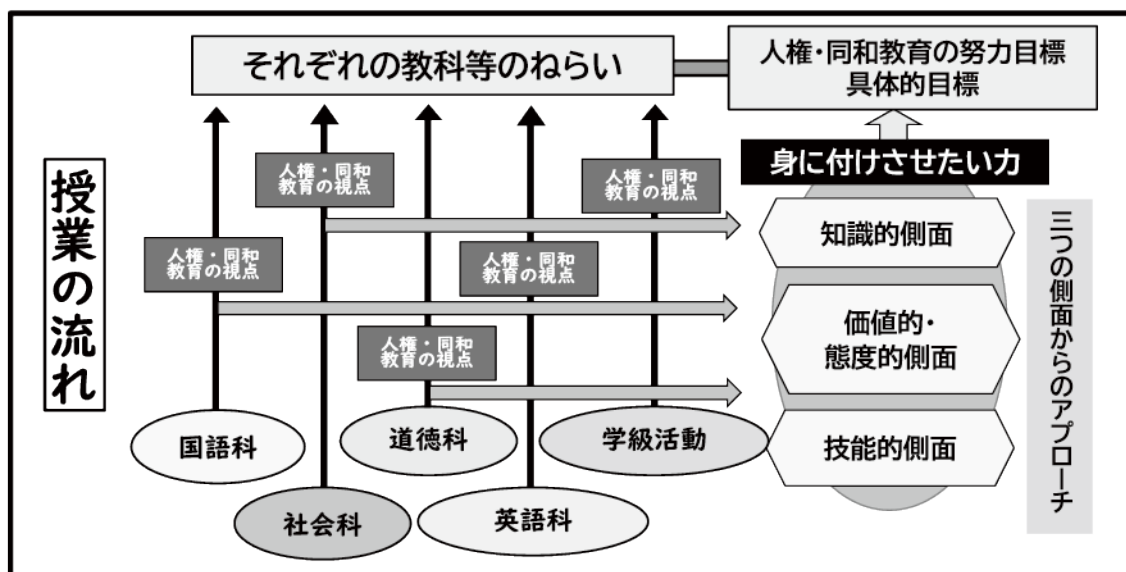 それぞれの教科等のねらい
人権・同和教育の努力目標
具体的目標
授業の流れ
身に付けさせたい力
人権・同和
教育の視点
人権・同和
教育の視点
人権・同和
教育の視点
人権・同和
教育の視点
人権・同和
教育の視点
知識的側面
価値的・
態度的側面
技能的側面
三つの側面からのアプローチ
国語科
道徳科
学級活動
社会科
英語科